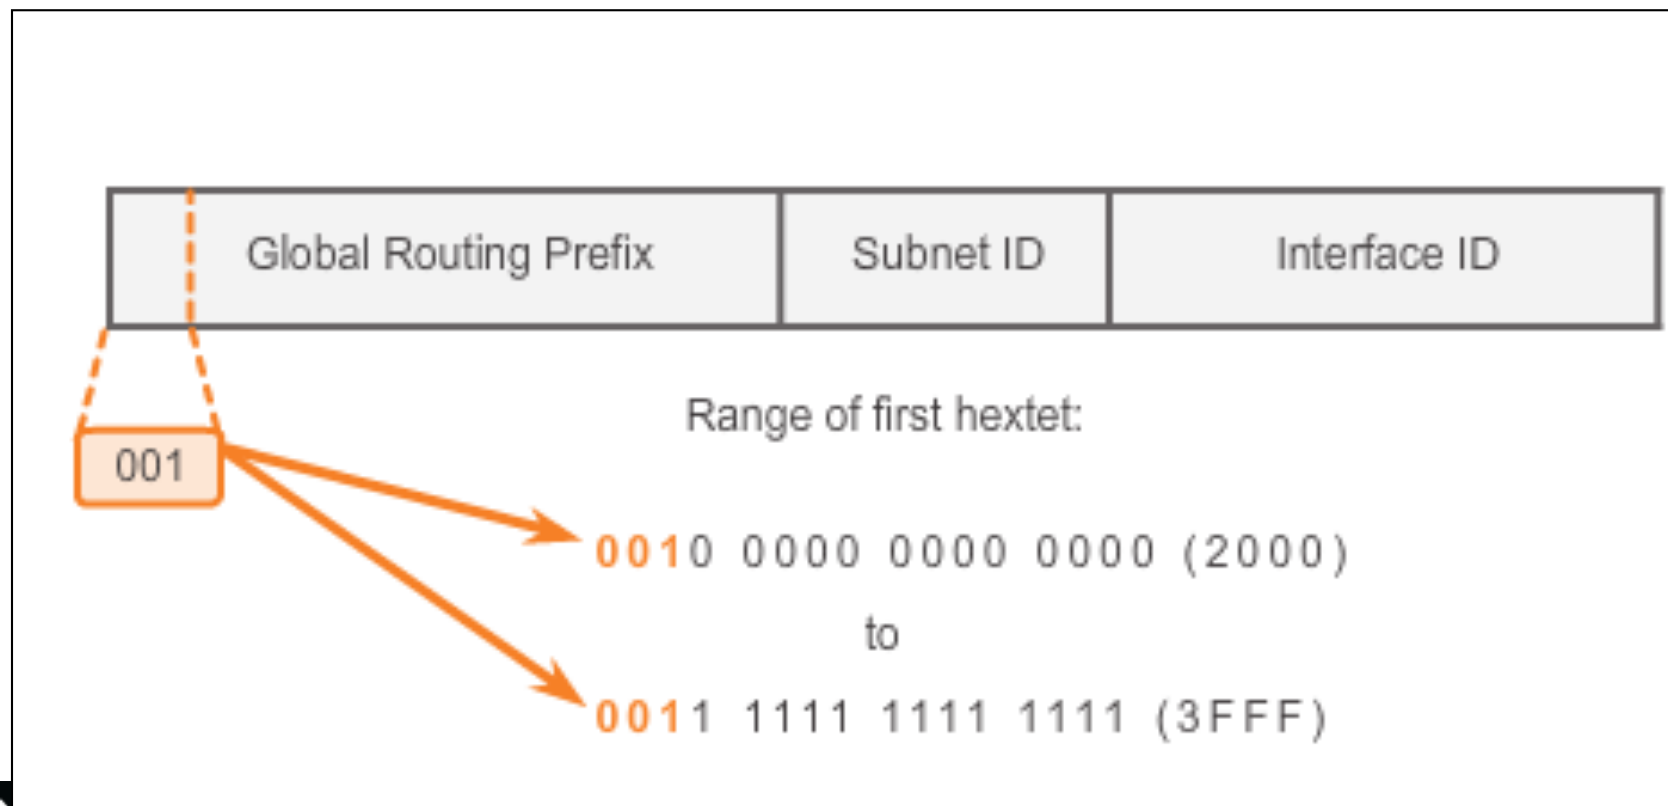 Global Routing Prefix Subnet ID Interface ID
Range of first hextet:
001
0010 0000 0000 0000 (2000)
to
0011 1111 1111 1111 (3FFF)